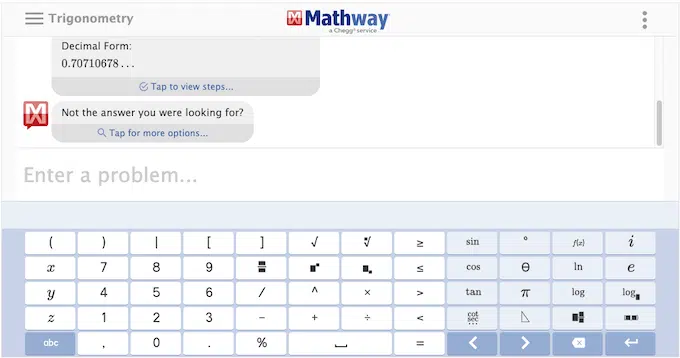 Trigonometry
Mathway
a Chegg® service
Decimal Form:
0.70710678...
Tap to view steps...
Not the answer you were looking for?
Tap for more options...
Enter a problem...
( ) | [ ] √ ∛ ≥ sin ° f(x) i
x 7 8 9 ≤ cos θ ln e
y 4 5 6 / ^ × > tan π log log
z 1 2 3 − + ÷ < cot sec ...
abc , 0 . % = < >